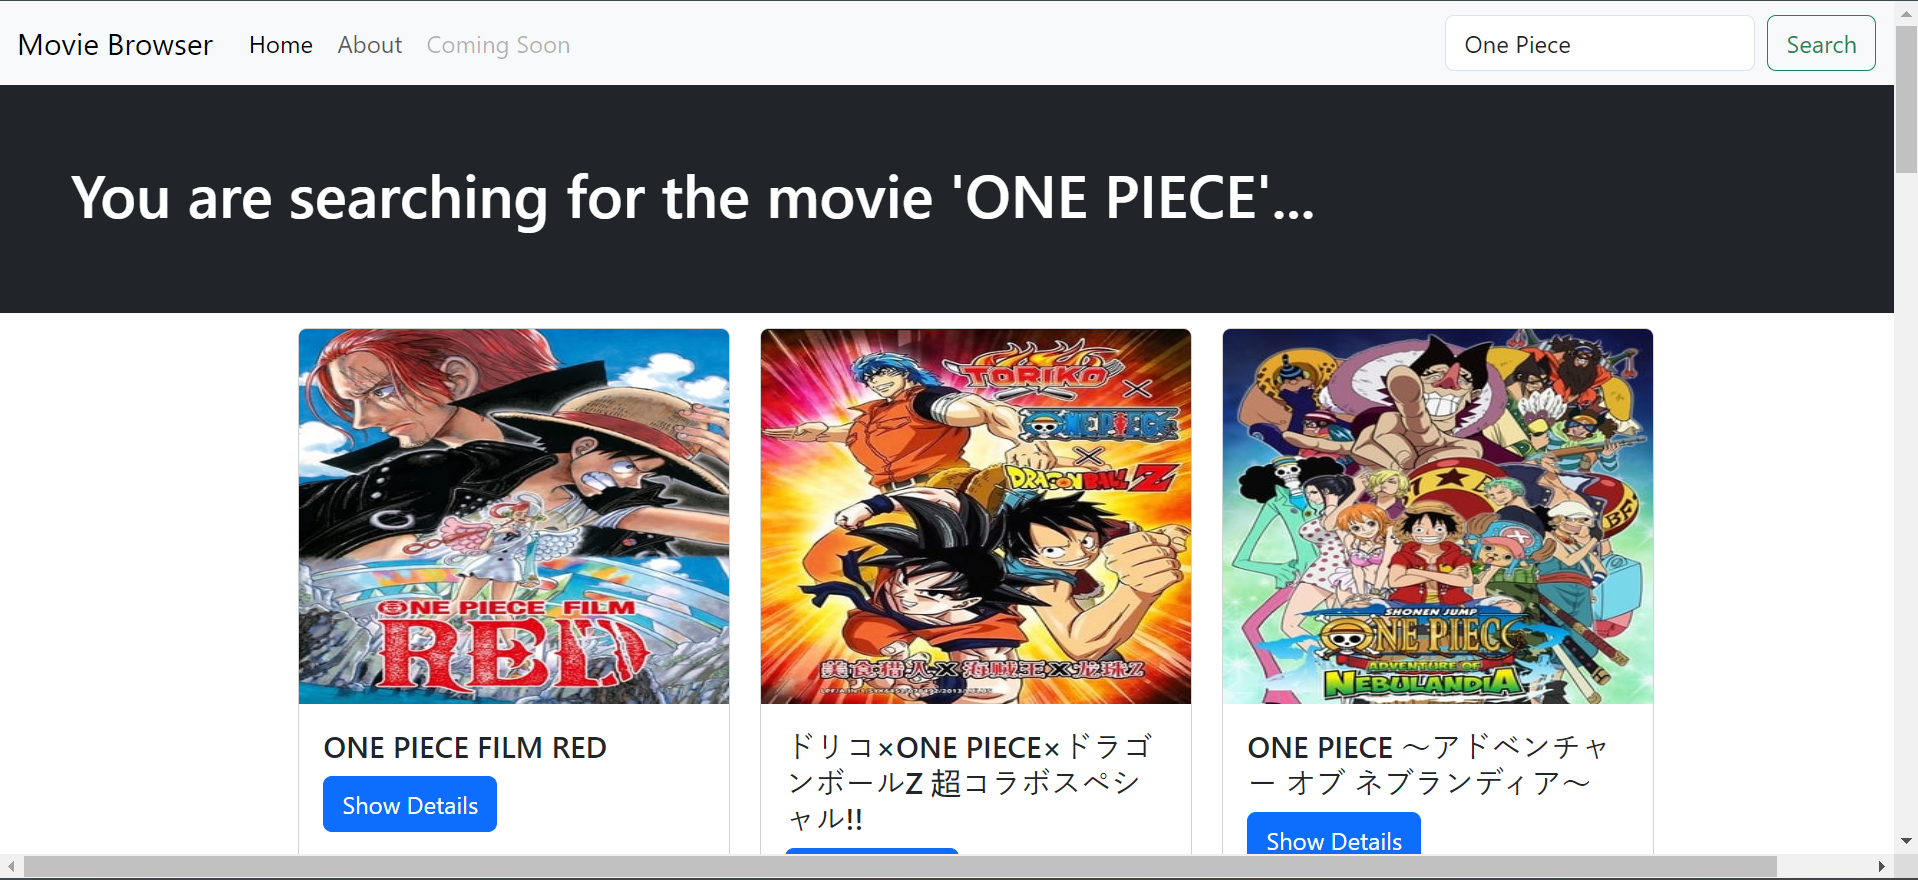 Movie Browser Home About Coming Soon One Piece Search
You are searching for the movie 'ONE PIECE'...
ONE PIECE FILM
RED
TORIKO ×
ONE PIECE
×
DRAGONBALL Z
美食猎人×海贼王×龙珠Z
SHONEN JUMP
ONE PIECE
ADVENTURE OF
NEBULANDIA
BF
ONE PIECE FILM RED
Show Details
ドリコ×ONE PIECE×ドラゴ
ンボールZ 超コラボスペシ
ャル!!
ONE PIECE ～アドベンチャ
ー オブ ネブランディア～
Show Details